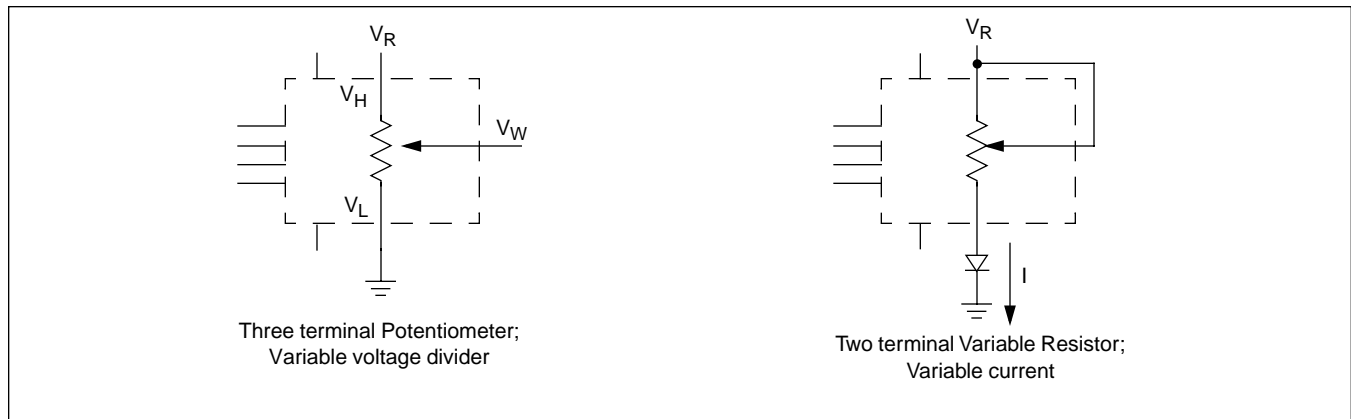 V_R
V_H
V_W
V_L
Three terminal Potentiometer;
Variable voltage divider
V_R
I
Two terminal Variable Resistor;
Variable current